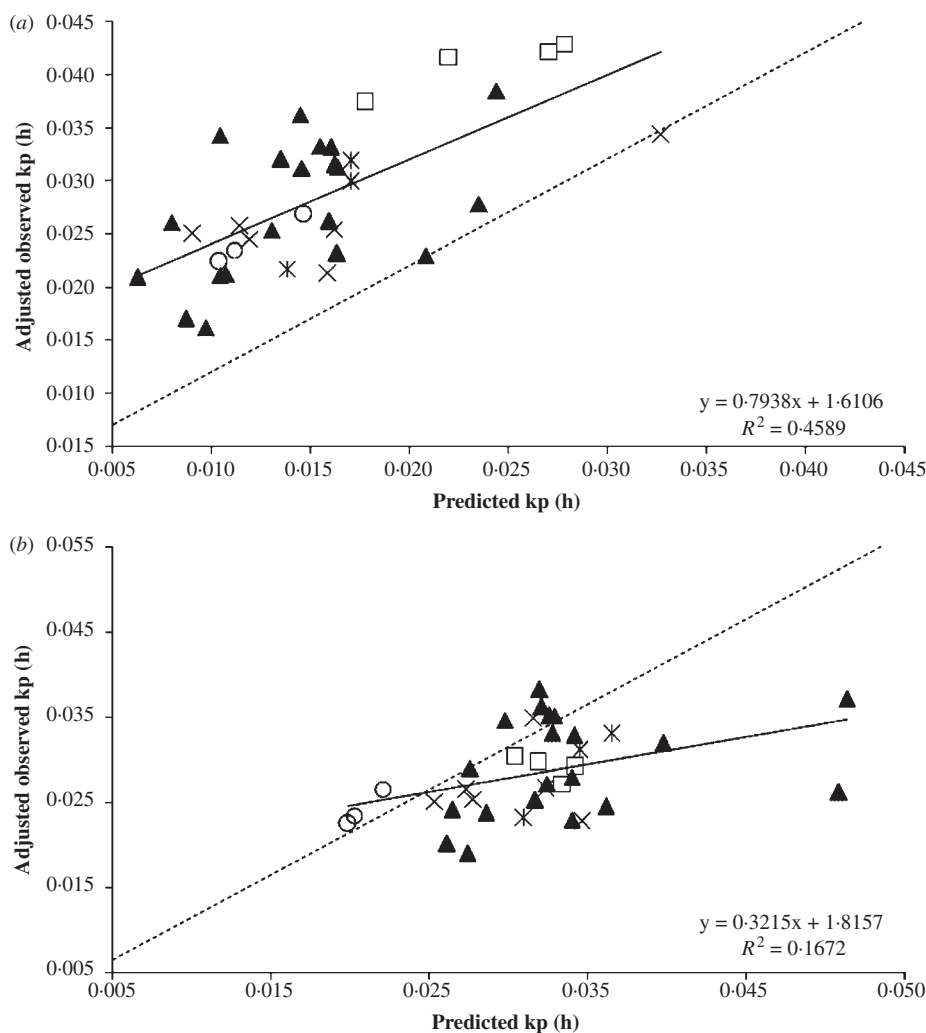 (a)
0·045
0·040
0·035
0·030
0·025
0·020
0·015
Adjusted observed kp (h)
y = 0·7938x + 1·6106
R² = 0·4589
0·005 0·010 0·015 0·020 0·025 0·030 0·035 0·040 0·045
Predicted kp (h)
(b)
0·055
0·045
0·035
0·025
0·015
0·005
Adjusted observed kp (h)
y = 0·3215x + 1·8157
R² = 0·1672
0·005 0·015 0·025 0·035 0·045 0·050
Predicted kp (h)